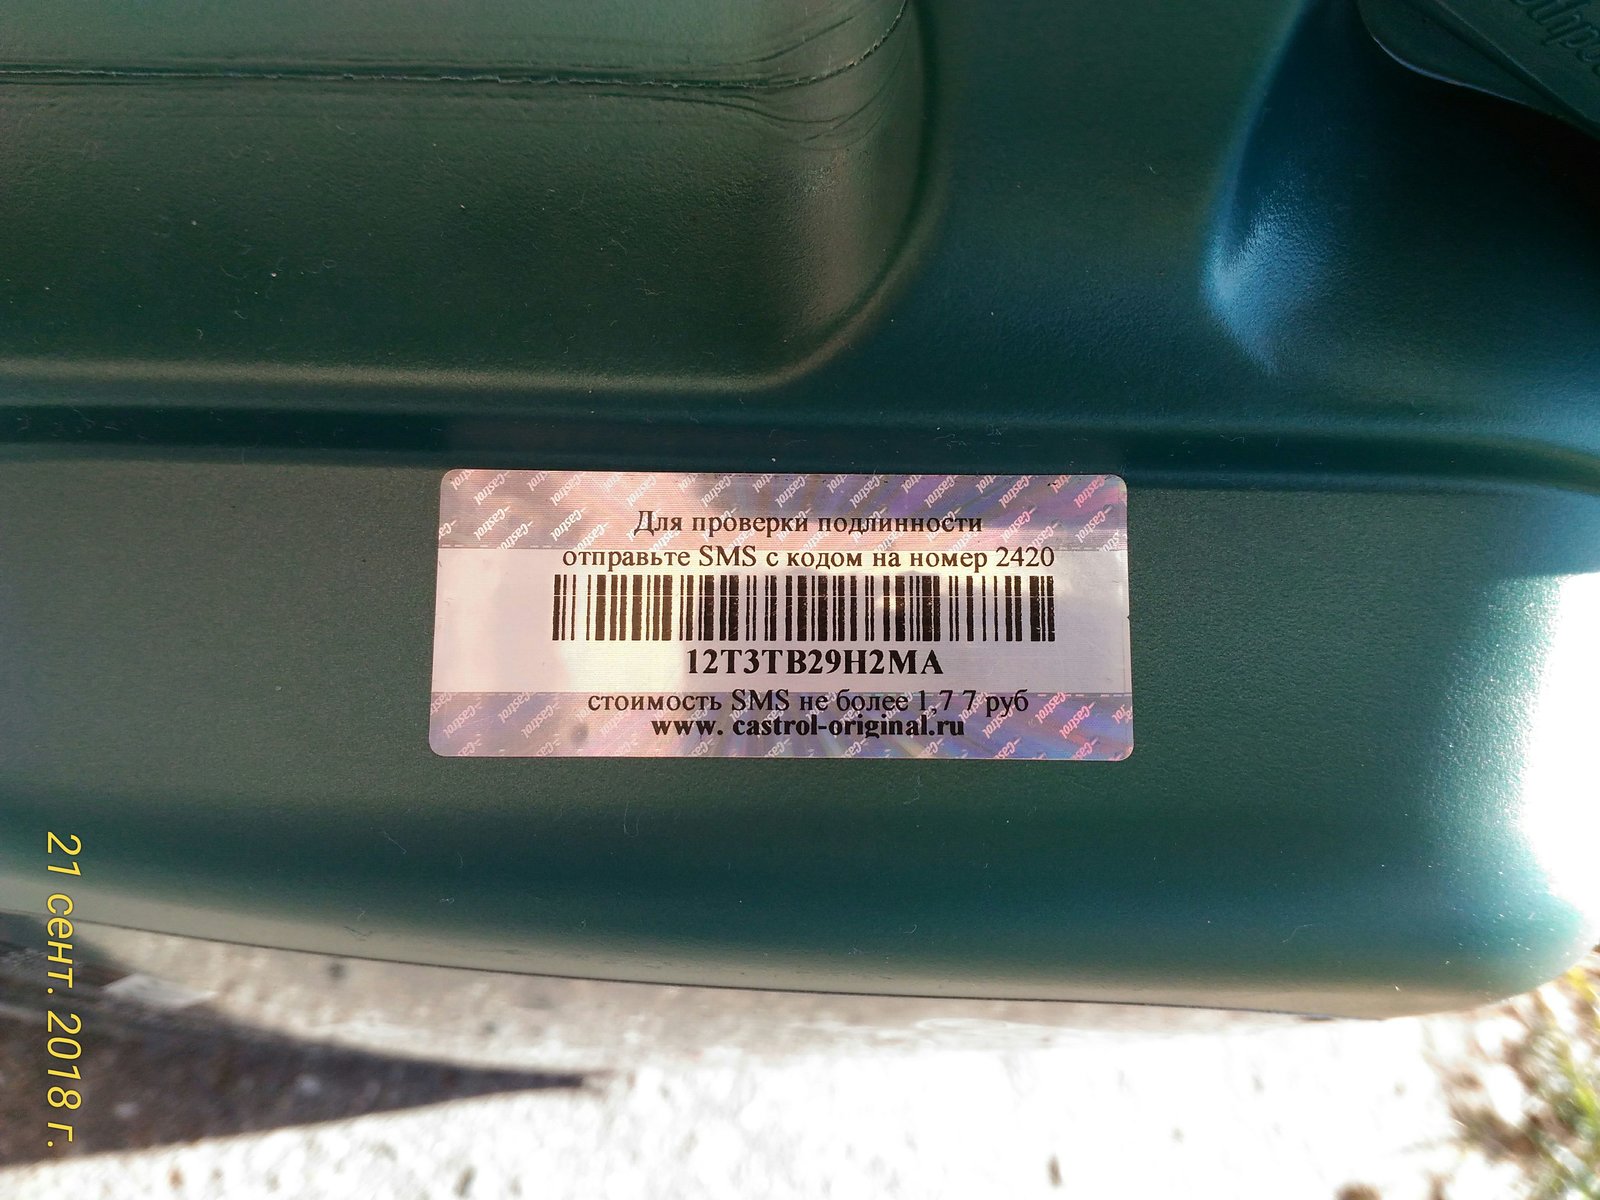 Для проверки подлинности
отправьте SMS с кодом на номер 2420
12T3TB29H2MA
стоимость SMS не более 1,7 7 руб
www. castrol-original.ru
21 сент. 2018 г.